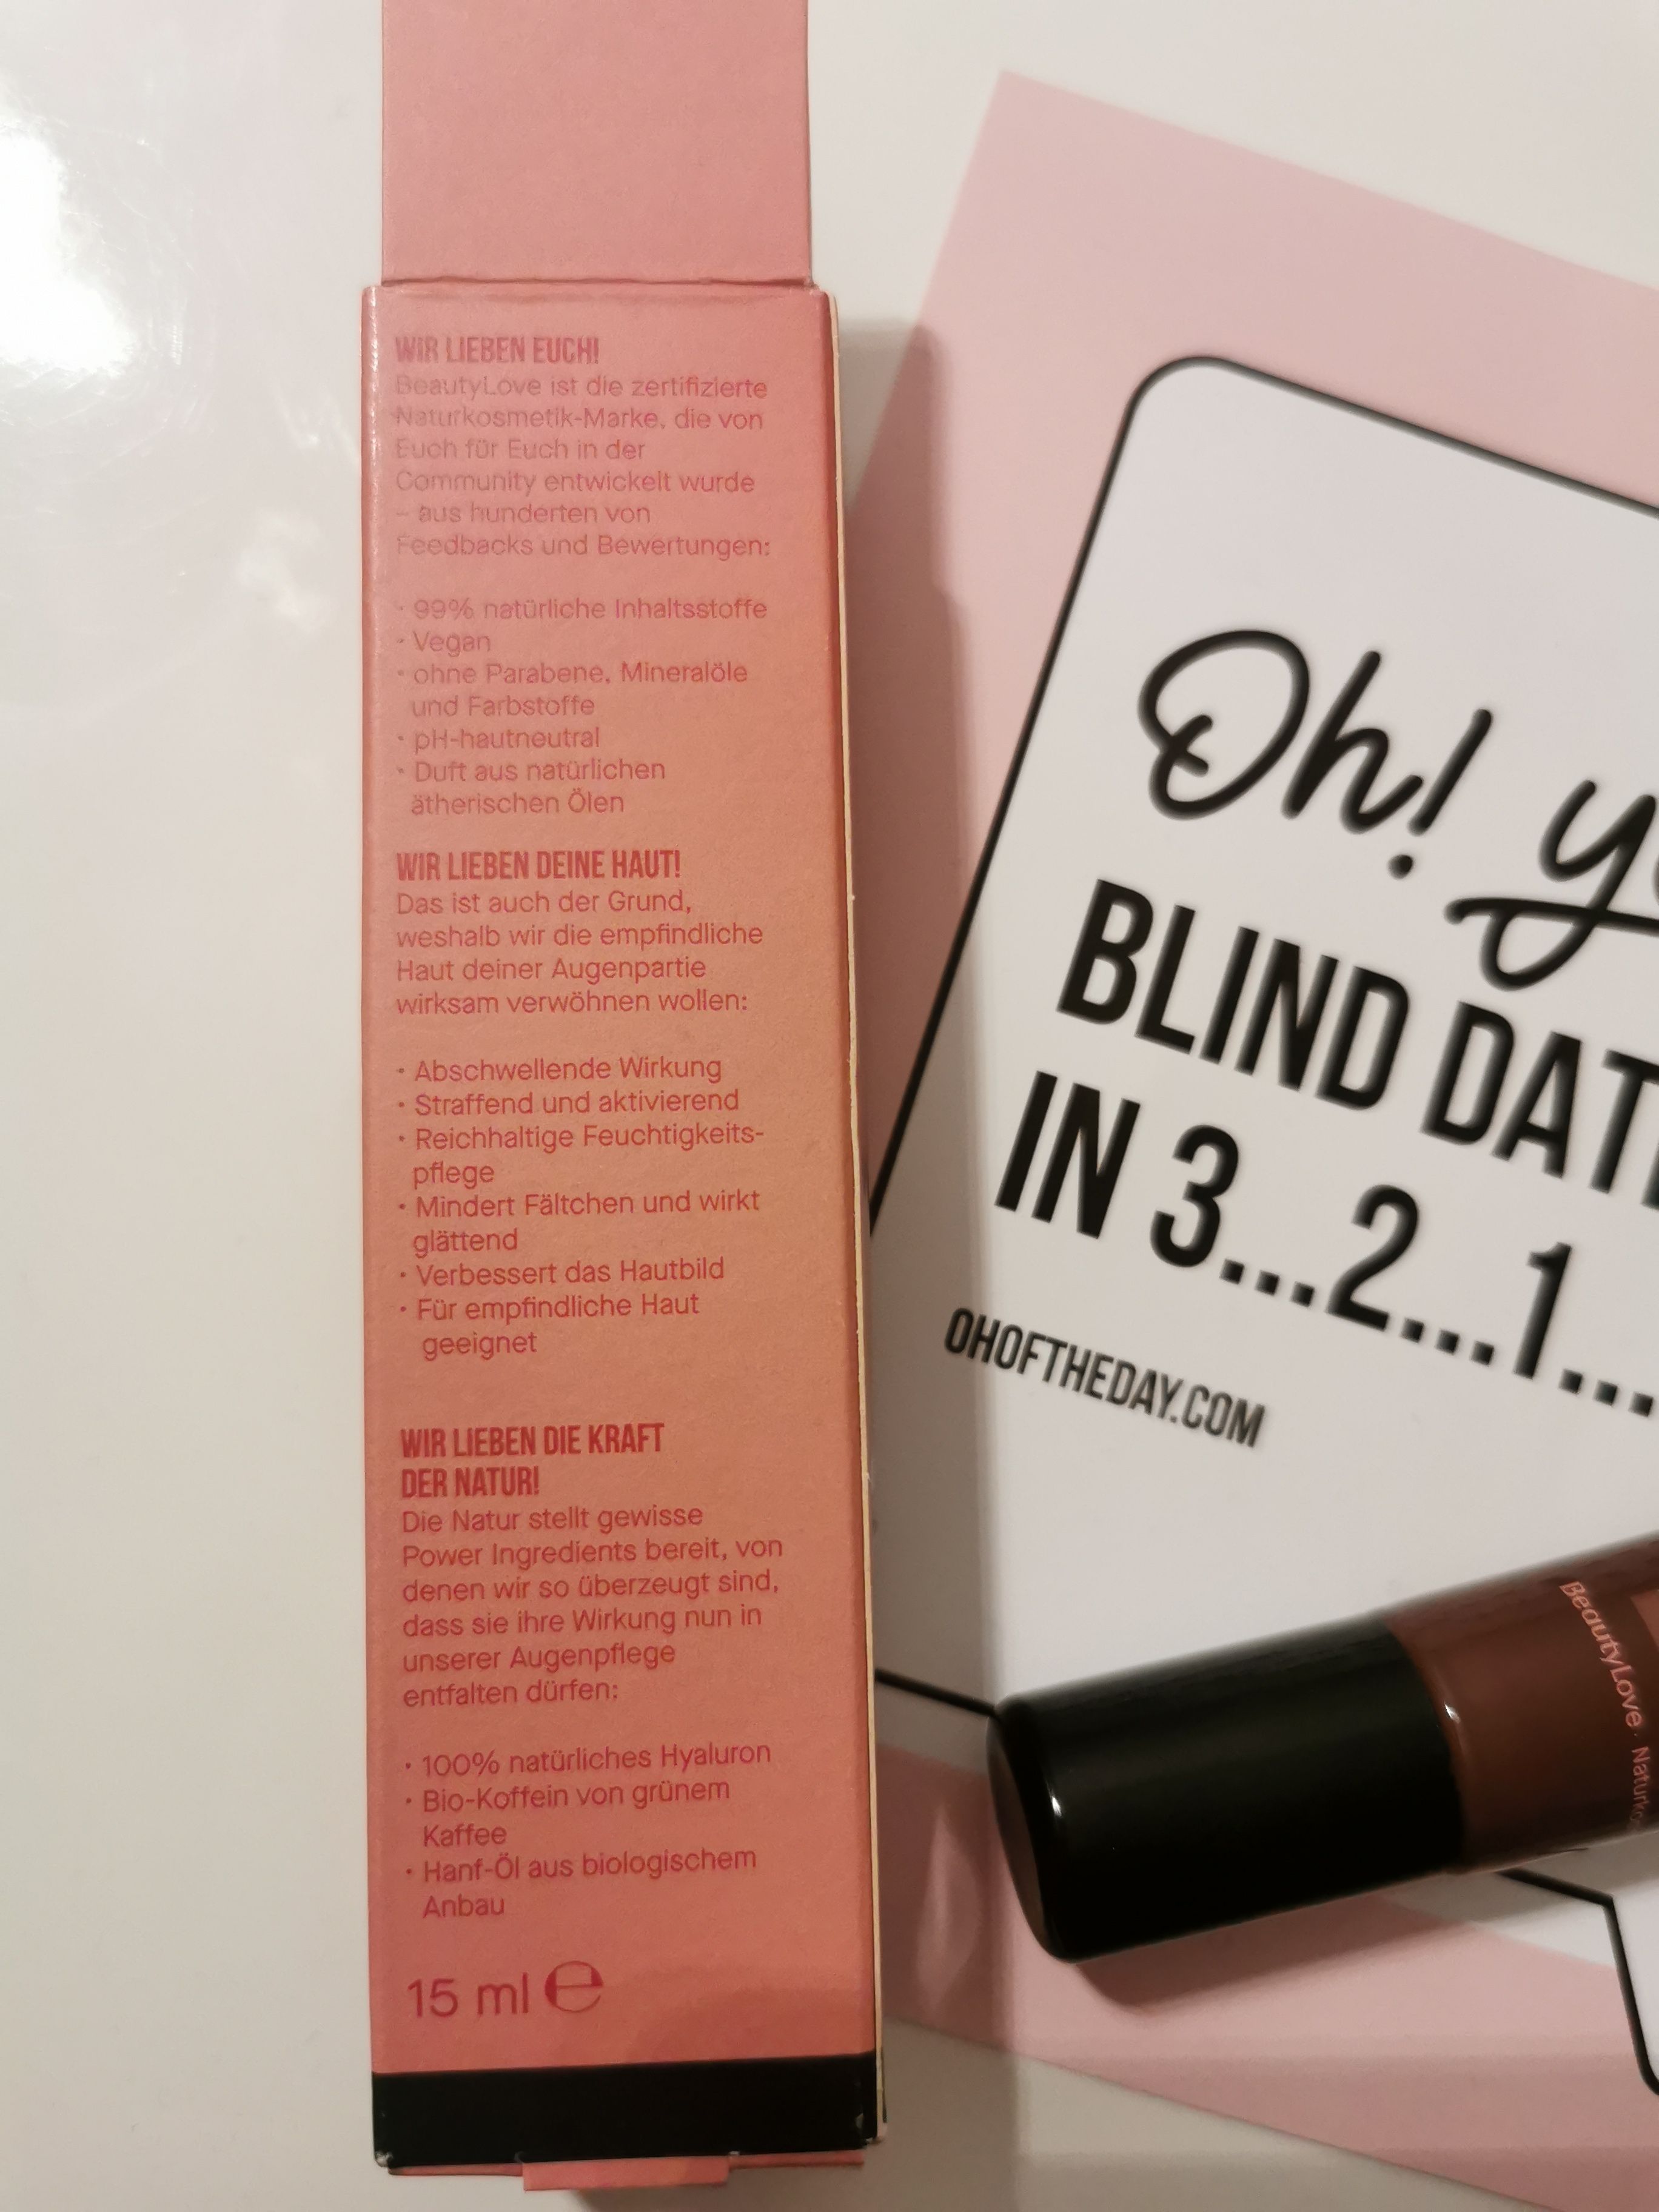 WIR LIEBEN EUCH!
BeautyLove ist die zertifizierte
Naturkosmetik-Marke, die von
Euch für Euch in der
Community entwickelt wurde
– aus hunderten von
Feedbacks und Bewertungen:
• 99% natürliche Inhaltsstoffe
• Vegan
• ohne Parabene, Mineralöle
und Farbstoffe
• pH-hautneutral
• Duft aus natürlichen
ätherischen Ölen
WIR LIEBEN DEINE HAUT!
Das ist auch der Grund,
weshalb wir die empfindliche
Haut deiner Augenpartie
wirksam verwöhnen wollen:
• Abschwellende Wirkung
• Straffend und aktivierend
• Reichhaltige Feuchtigkeits-
pflege
• Mindert Fältchen und wirkt
glättend
• Verbessert das Hautbild
• Für empfindliche Haut
geeignet
WIR LIEBEN DIE KRAFT
DER NATUR!
Die Natur stellt gewisse
Power Ingredients bereit, von
denen wir so überzeugt sind,
dass sie ihre Wirkung nun in
unserer Augenpflege
entfalten dürfen:
• 100% natürliches Hyaluron
• Bio-Koffein von grünem
Kaffee
• Hanf-Öl aus biologischem
Anbau
15 ml ℮
Oh!
BLIND DAT
IN 3...2...1...
OHOFTHEDAY.COM
BeautyLove